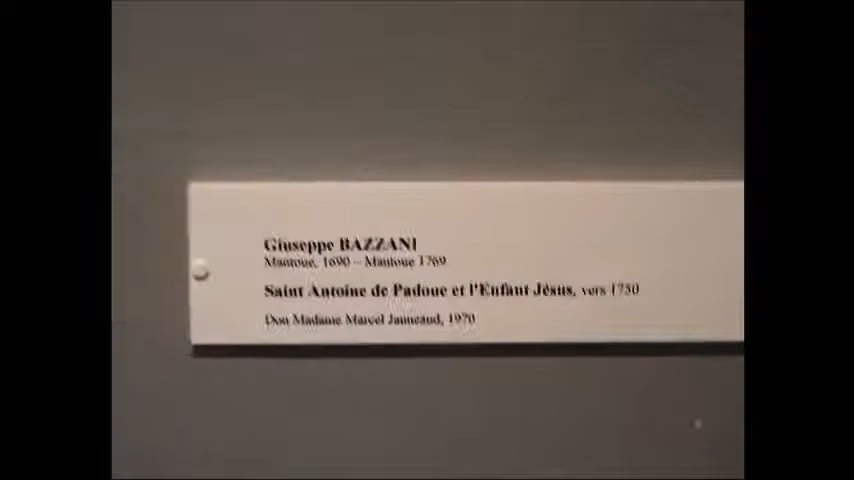 Giuseppe BAZZANI
Mantoue, 1690 – Mantoue 1769
Saint Antoine de Padoue et l'Enfant Jésus, vers 1750
Don Madame Marcel Janneaud, 1970